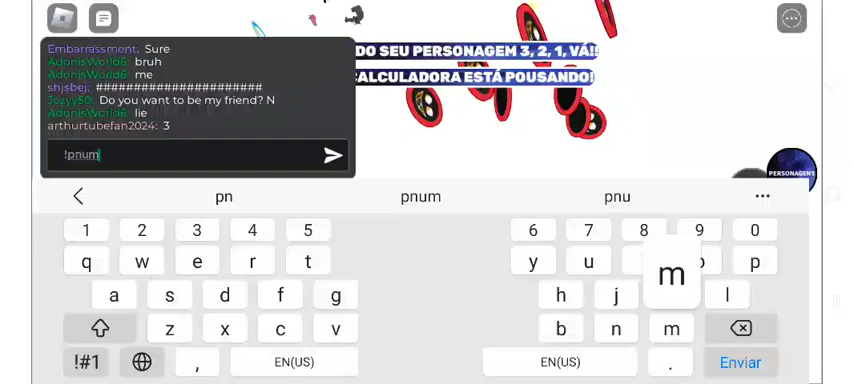 DO SEU PERSONAGEM 3, 2, 1, VÁ!!
CALCULADORA ESTÁ POUSANDO!
Embarrassment: Sure
AdonisWorld6: bruh
AdonisWorld6: me
shjsbej: ######################
Jozyy50: Do you want to be my friend? N
AdonisWorld6: lie
arthurtubefan2024: 3
!pnum
PERSONAGENS
pn pnum pnu
1 2 3 4 5 6 7 8 9 0
q w e r t y u p
a s d f g h j m l
z x c v b n m
!#1 , EN(US) EN(US) . Enviar